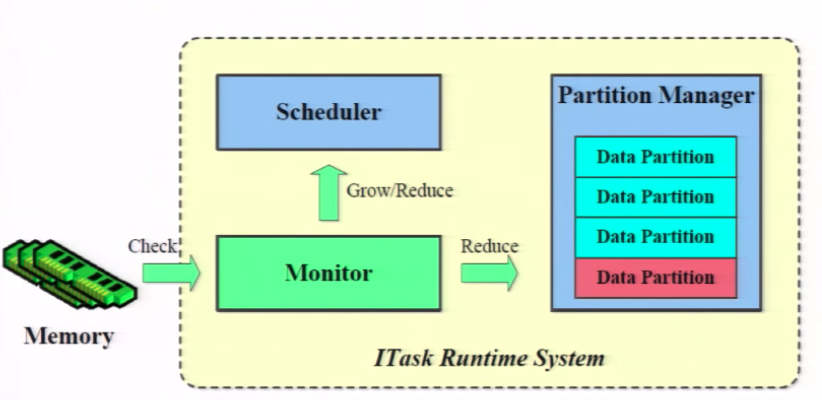 Scheduler
Partition Manager
Data Partition
Data Partition
Data Partition
Data Partition
Grow/Reduce
Check
Monitor
Reduce
Memory
ITask Runtime System